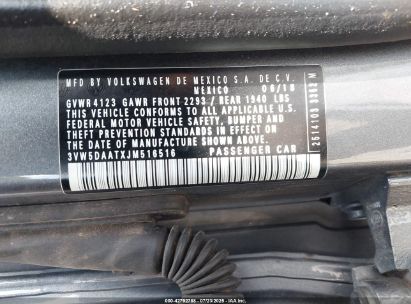 MFD BY VOLKSWAGEN DE MEXICO S.A. DE C.V.
MEXICO 06/18
GVWR 4123 GAWR FRONT 2293 / REAR 1940 LBS
THIS VEHICLE CONFORMS TO ALL APPLICABLE U.S.
FEDERAL MOTOR VEHICLE SAFETY, BUMPER AND
THEFT PREVENTION STANDARDS IN EFFECT ON THE
DATE OF MANUFACTURE SHOWN ABOVE
3VW5DAATXJM516516
PASSENGER CAR
2514103 3352 M